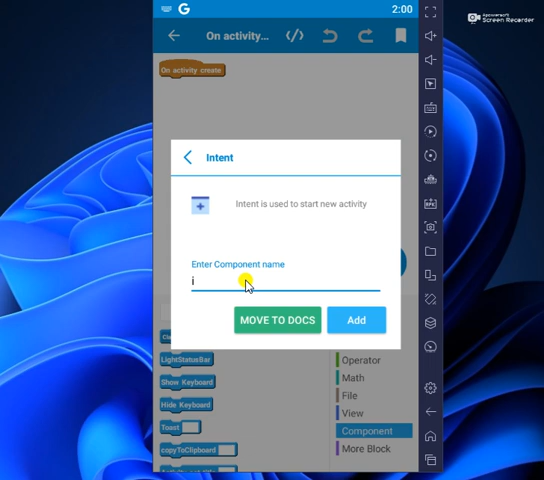 G
2:00
Apowersoft
Screen Recorder
On activity...
</>
On activity create
Intent
Intent is used to start new activity
Enter Component name
i
MOVE TO DOCS
Add
LightStatusBar
Show Keyboard
Hide Keyboard
Toast
copyToClipboard
Operator
Math
File
View
Component
More Block